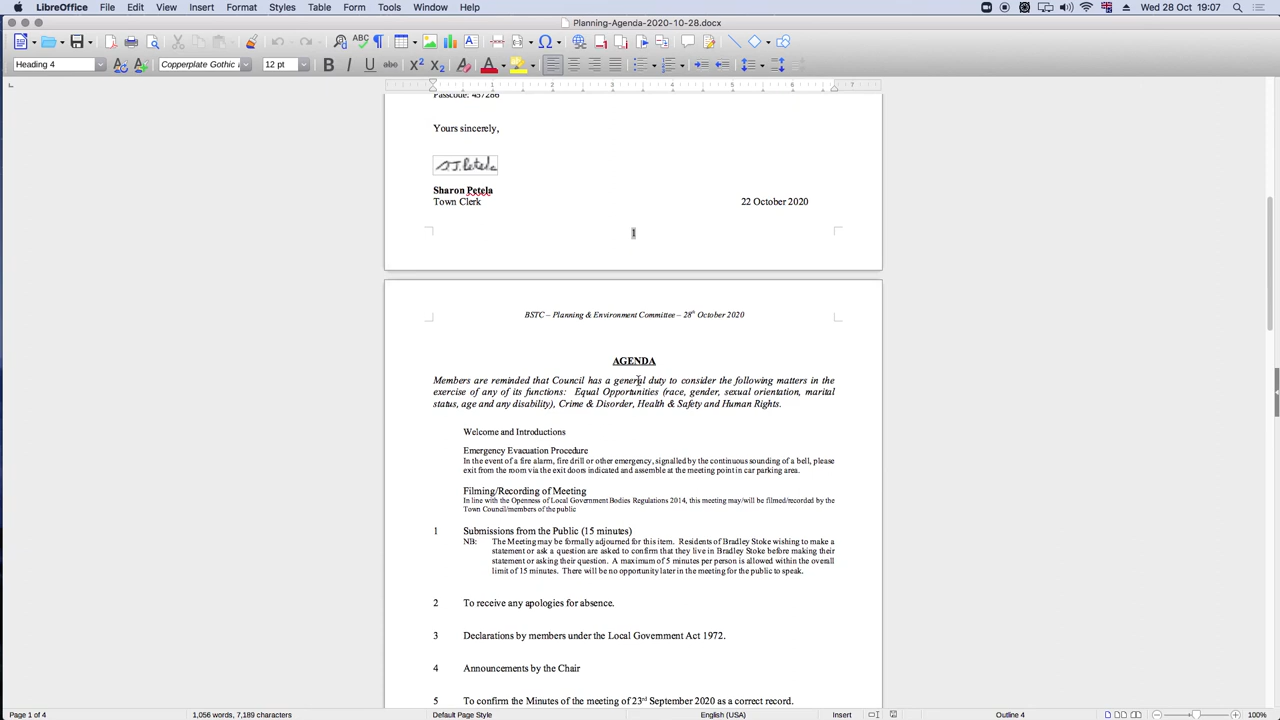 LibreOffice File Edit View Insert Format Styles Table Form Tools Window Help Wed 28 Oct 19:07
Planning-Agenda-2020-10-28.docx
Heading 4 Copperplate Gothic 12 pt
1 2 3 4 5 6 7
Passcode: 457286
Yours sincerely,
S J Petela
Sharon Petela
Town Clerk 22 October 2020
1
BSTC – Planning & Environment Committee – 28th October 2020
AGENDA
Members are reminded that Council has a general duty to consider the following matters in the
exercise of any of its functions: Equal Opportunities (race, gender, sexual orientation, marital
status, age and any disability), Crime & Disorder, Health & Safety and Human Rights.
Welcome and Introductions
Emergency Evacuation Procedure
In the event of a fire alarm, fire drill or other emergency, signalled by the continuous sounding of a bell, please
exit from the room via the exit doors indicated and assemble at the meeting point in car parking area.
Filming/Recording of Meeting
In line with the Openness of Local Government Bodies Regulations 2014, this meeting may/will be filmed/recorded by the
Town Council/members of the public
1 Submissions from the Public (15 minutes)
NB: The Meeting may be formally adjourned for this item. Residents of Bradley Stoke wishing to make a
statement or ask a question are asked to confirm that they live in Bradley Stoke before making their
statement or asking their question. A maximum of 5 minutes per person is allowed within the overall
limit of 15 minutes. There will be no opportunity later in the meeting for the public to speak.
2 To receive any apologies for absence.
3 Declarations by members under the Local Government Act 1972.
4 Announcements by the Chair
5 To confirm the Minutes of the meeting of 23rd September 2020 as a correct record.
Page 1 of 4 1,056 words, 7,189 characters Default Page Style English (USA) Insert Outline 4 100%